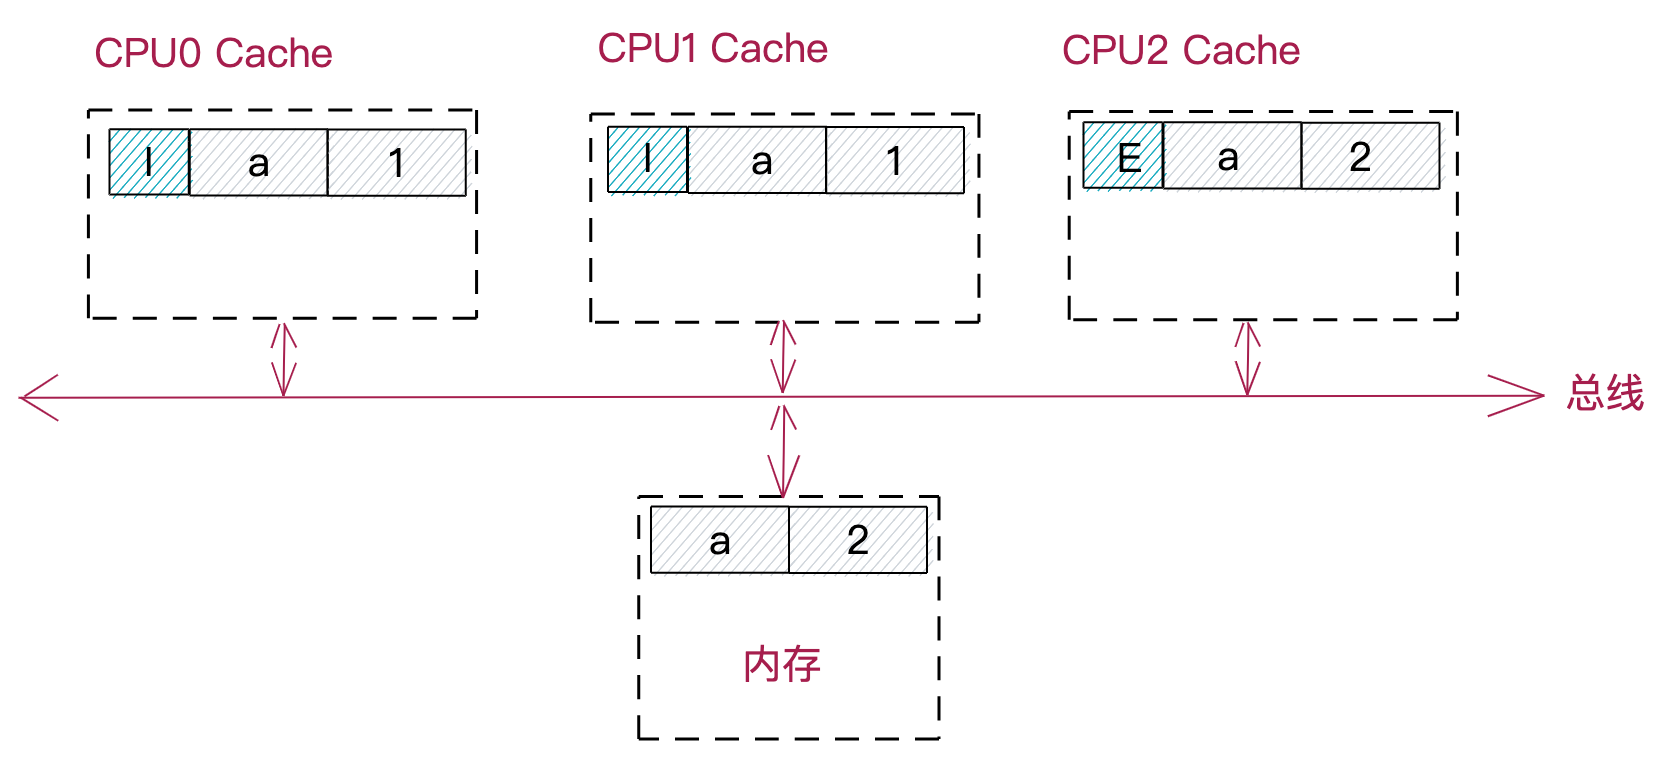 CPU0 Cache
CPU1 Cache
CPU2 Cache
I a 1
I a 1
E a 2
总线
a 2
内存